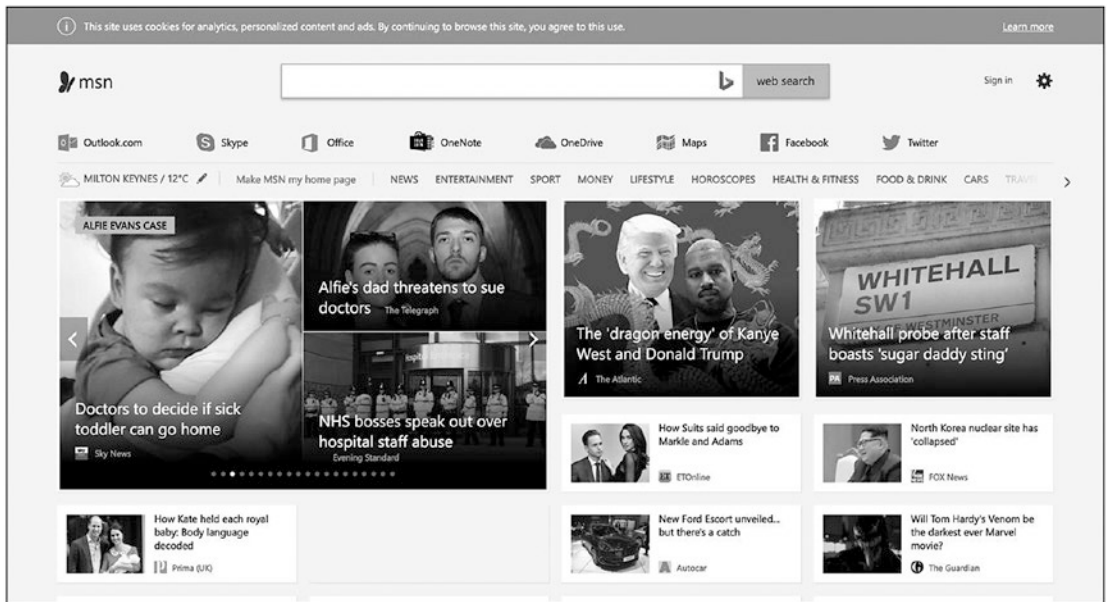 This site uses cookies for analytics, personalized content and ads. By continuing to browse this site, you agree to this use.
Learn more
msn
web search
Sign in
Outlook.com
Skype
Office
OneNote
OneDrive
Maps
Facebook
Twitter
MILTON KEYNES / 12°C
Make MSN my home page
NEWS
ENTERTAINMENT
SPORT
MONEY
LIFESTYLE
HOROSCOPES
HEALTH & FITNESS
FOOD & DRINK
CARS
TRAVEL
ALFIE EVANS CASE
Doctors to decide if sick
toddler can go home
Sky News
Alfie's dad threatens to sue
doctors The Telegraph
NHS bosses speak out over
hospital staff abuse
Evening Standard
The 'dragon energy' of Kanye
West and Donald Trump
The Atlantic
WHITEHALL
SW1
WESTMINSTER
Whitehall probe after staff
boasts 'sugar daddy sting'
PA Press Association
How Suits said goodbye to
Markle and Adams
ETOnline
North Korea nuclear site has
'collapsed'
FOX News
How Kate held each royal
baby: Body language
decoded
Prima (UK)
New Ford Escort unveiled...
but there's a catch
Autocar
Will Tom Hardy's Venom be
the darkest ever Marvel
movie?
The Guardian